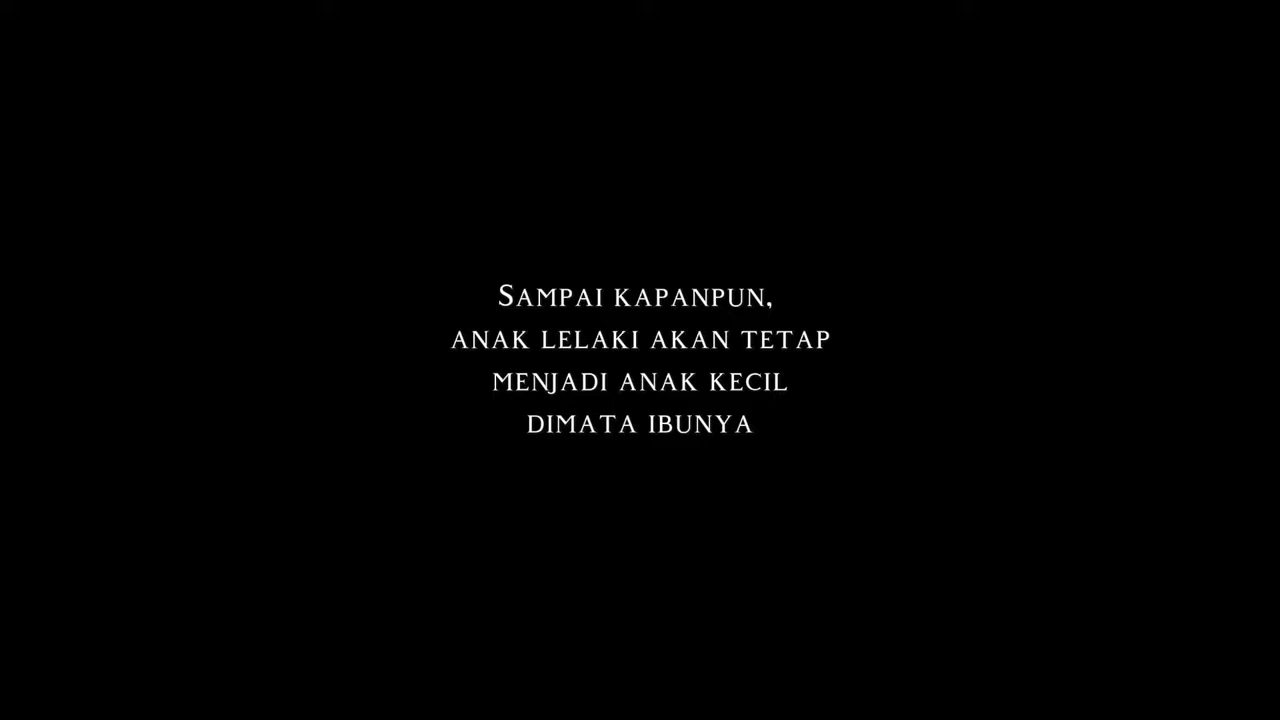 Sampai kapanpun,
anak lelaki akan tetap
menjadi anak kecil
dimata ibunya